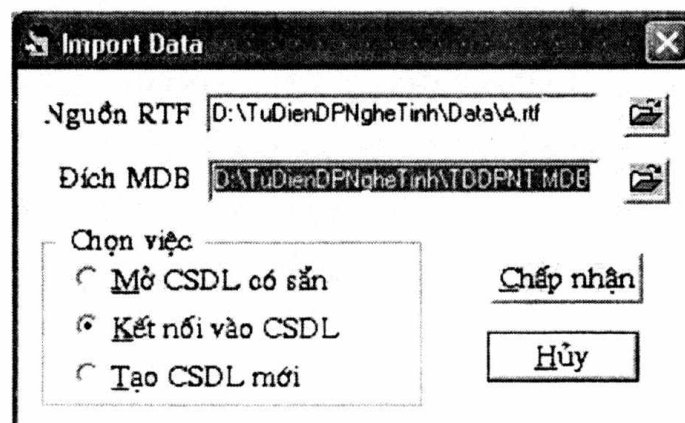 Import Data
Nguồn RTF D:\TuDienDPNgheTinh\Data\A.rtf
Đích MDB D:\TuDienDPNgheTinh\TDDPNT.MDB
Chọn việc
Mở CSDL có sẵn
Kết nối vào CSDL
Tạo CSDL mới
Chấp nhận
Hủy